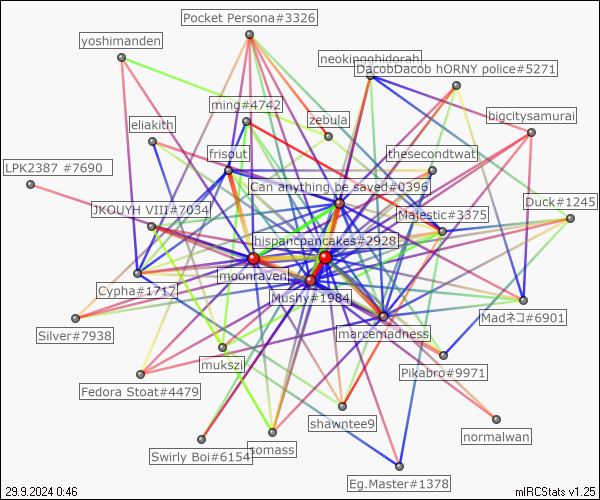 Pocket Persona#3326
yoshimanden
neokinoghidorah
DacobDacob hORNY police#5271
ming#4742
zebula
bigcitysamurai
eliakith
frisout
thesecondtwat
LPK2387 #7690
Can anything be saved#0396
Duck#1245
JKOUYH VIII#7034
Majestic#3375
hispancpancakes#2928
moonraven
Cypha#1717
Mushy#1984
Madネコ#6901
Silver#7938
marcemadness
mukszi
Pikabro#9971
Fedora Stoat#4479
shawntee9
normalwan
Swirly Boi#6154
somass
Eg.Master#1378
29.9.2024 0:46
mIRCStats v1.25